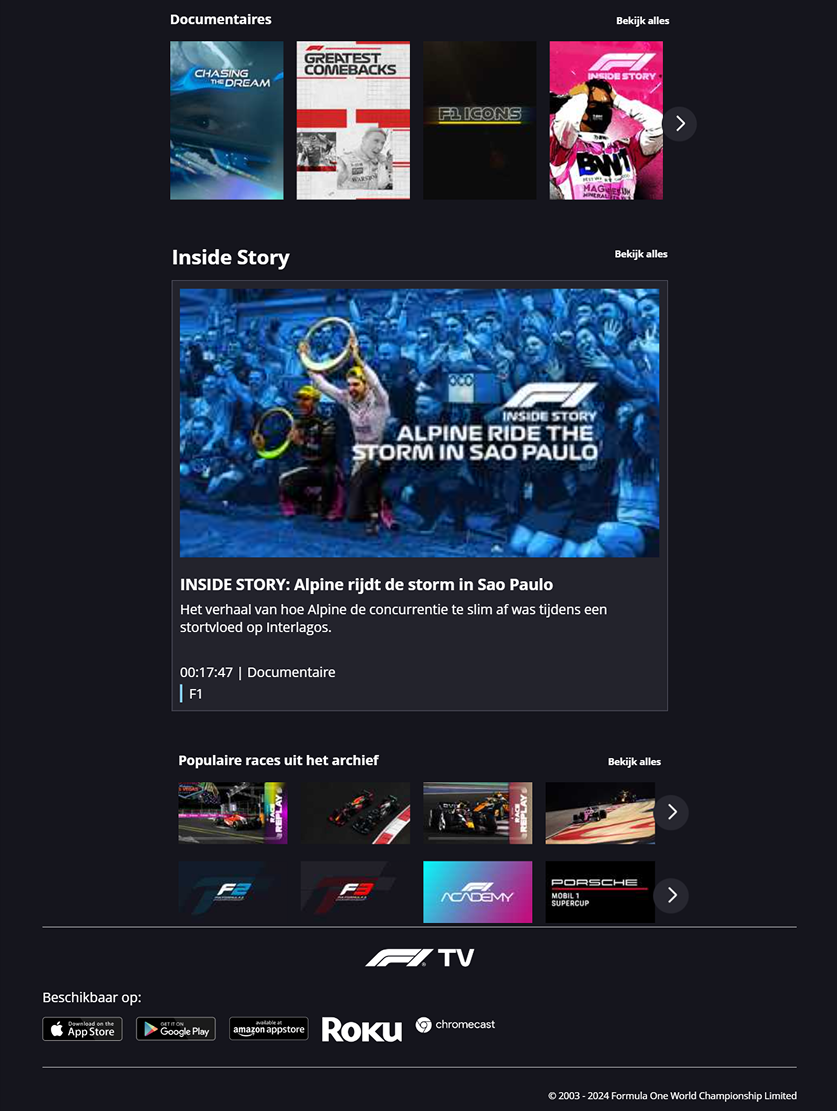 Documentaires
Bekijk alles
CHASING
THE DREAM
GREATEST
COMEBACKS
F1 ICONS
F1
INSIDE STORY
BWT
Inside Story
Bekijk alles
OCO
F1
INSIDE STORY
ALPINE RIDE THE
STORM IN SAO PAULO
INSIDE STORY: Alpine rijdt de storm in Sao Paulo
Het verhaal van hoe Alpine de concurrentie te slim af was tijdens een
stortvloed op Interlagos.
00:17:47 | Documentaire
F1
Populaire races uit het archief
Bekijk alles
RACE
REPLAY
RACE
REPLAY
F2
F3
F1
ACADEMY
PORSCHE
MOBIL 1
SUPERCUP
F1 TV
Beschikbaar op:
Download on the
App Store
GET IT ON
Google Play
available at
amazon appstore
Roku
chromecast
© 2003 - 2024 Formula One World Championship Limited